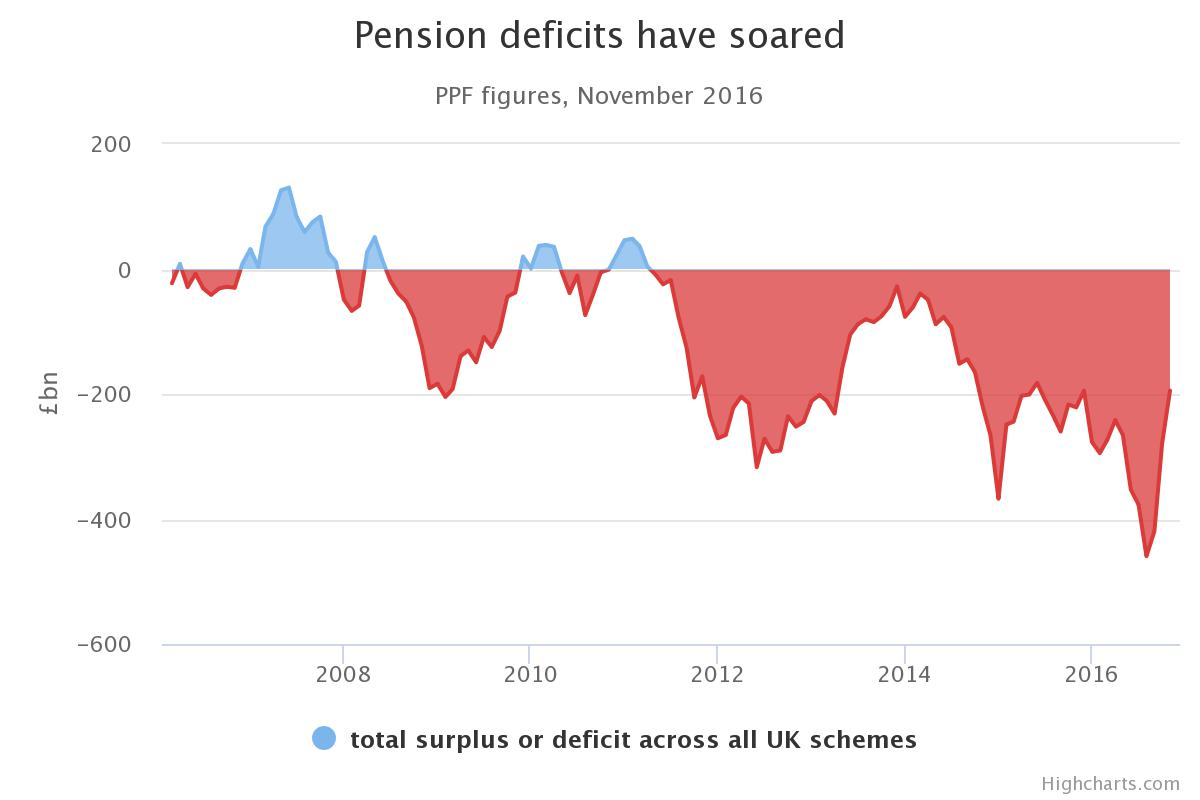 Pension deficits have soared
PPF figures, November 2016
£bn
200
0
−200
−400
−600
2008 2010 2012 2014 2016
total surplus or deficit across all UK schemes
Highcharts.com